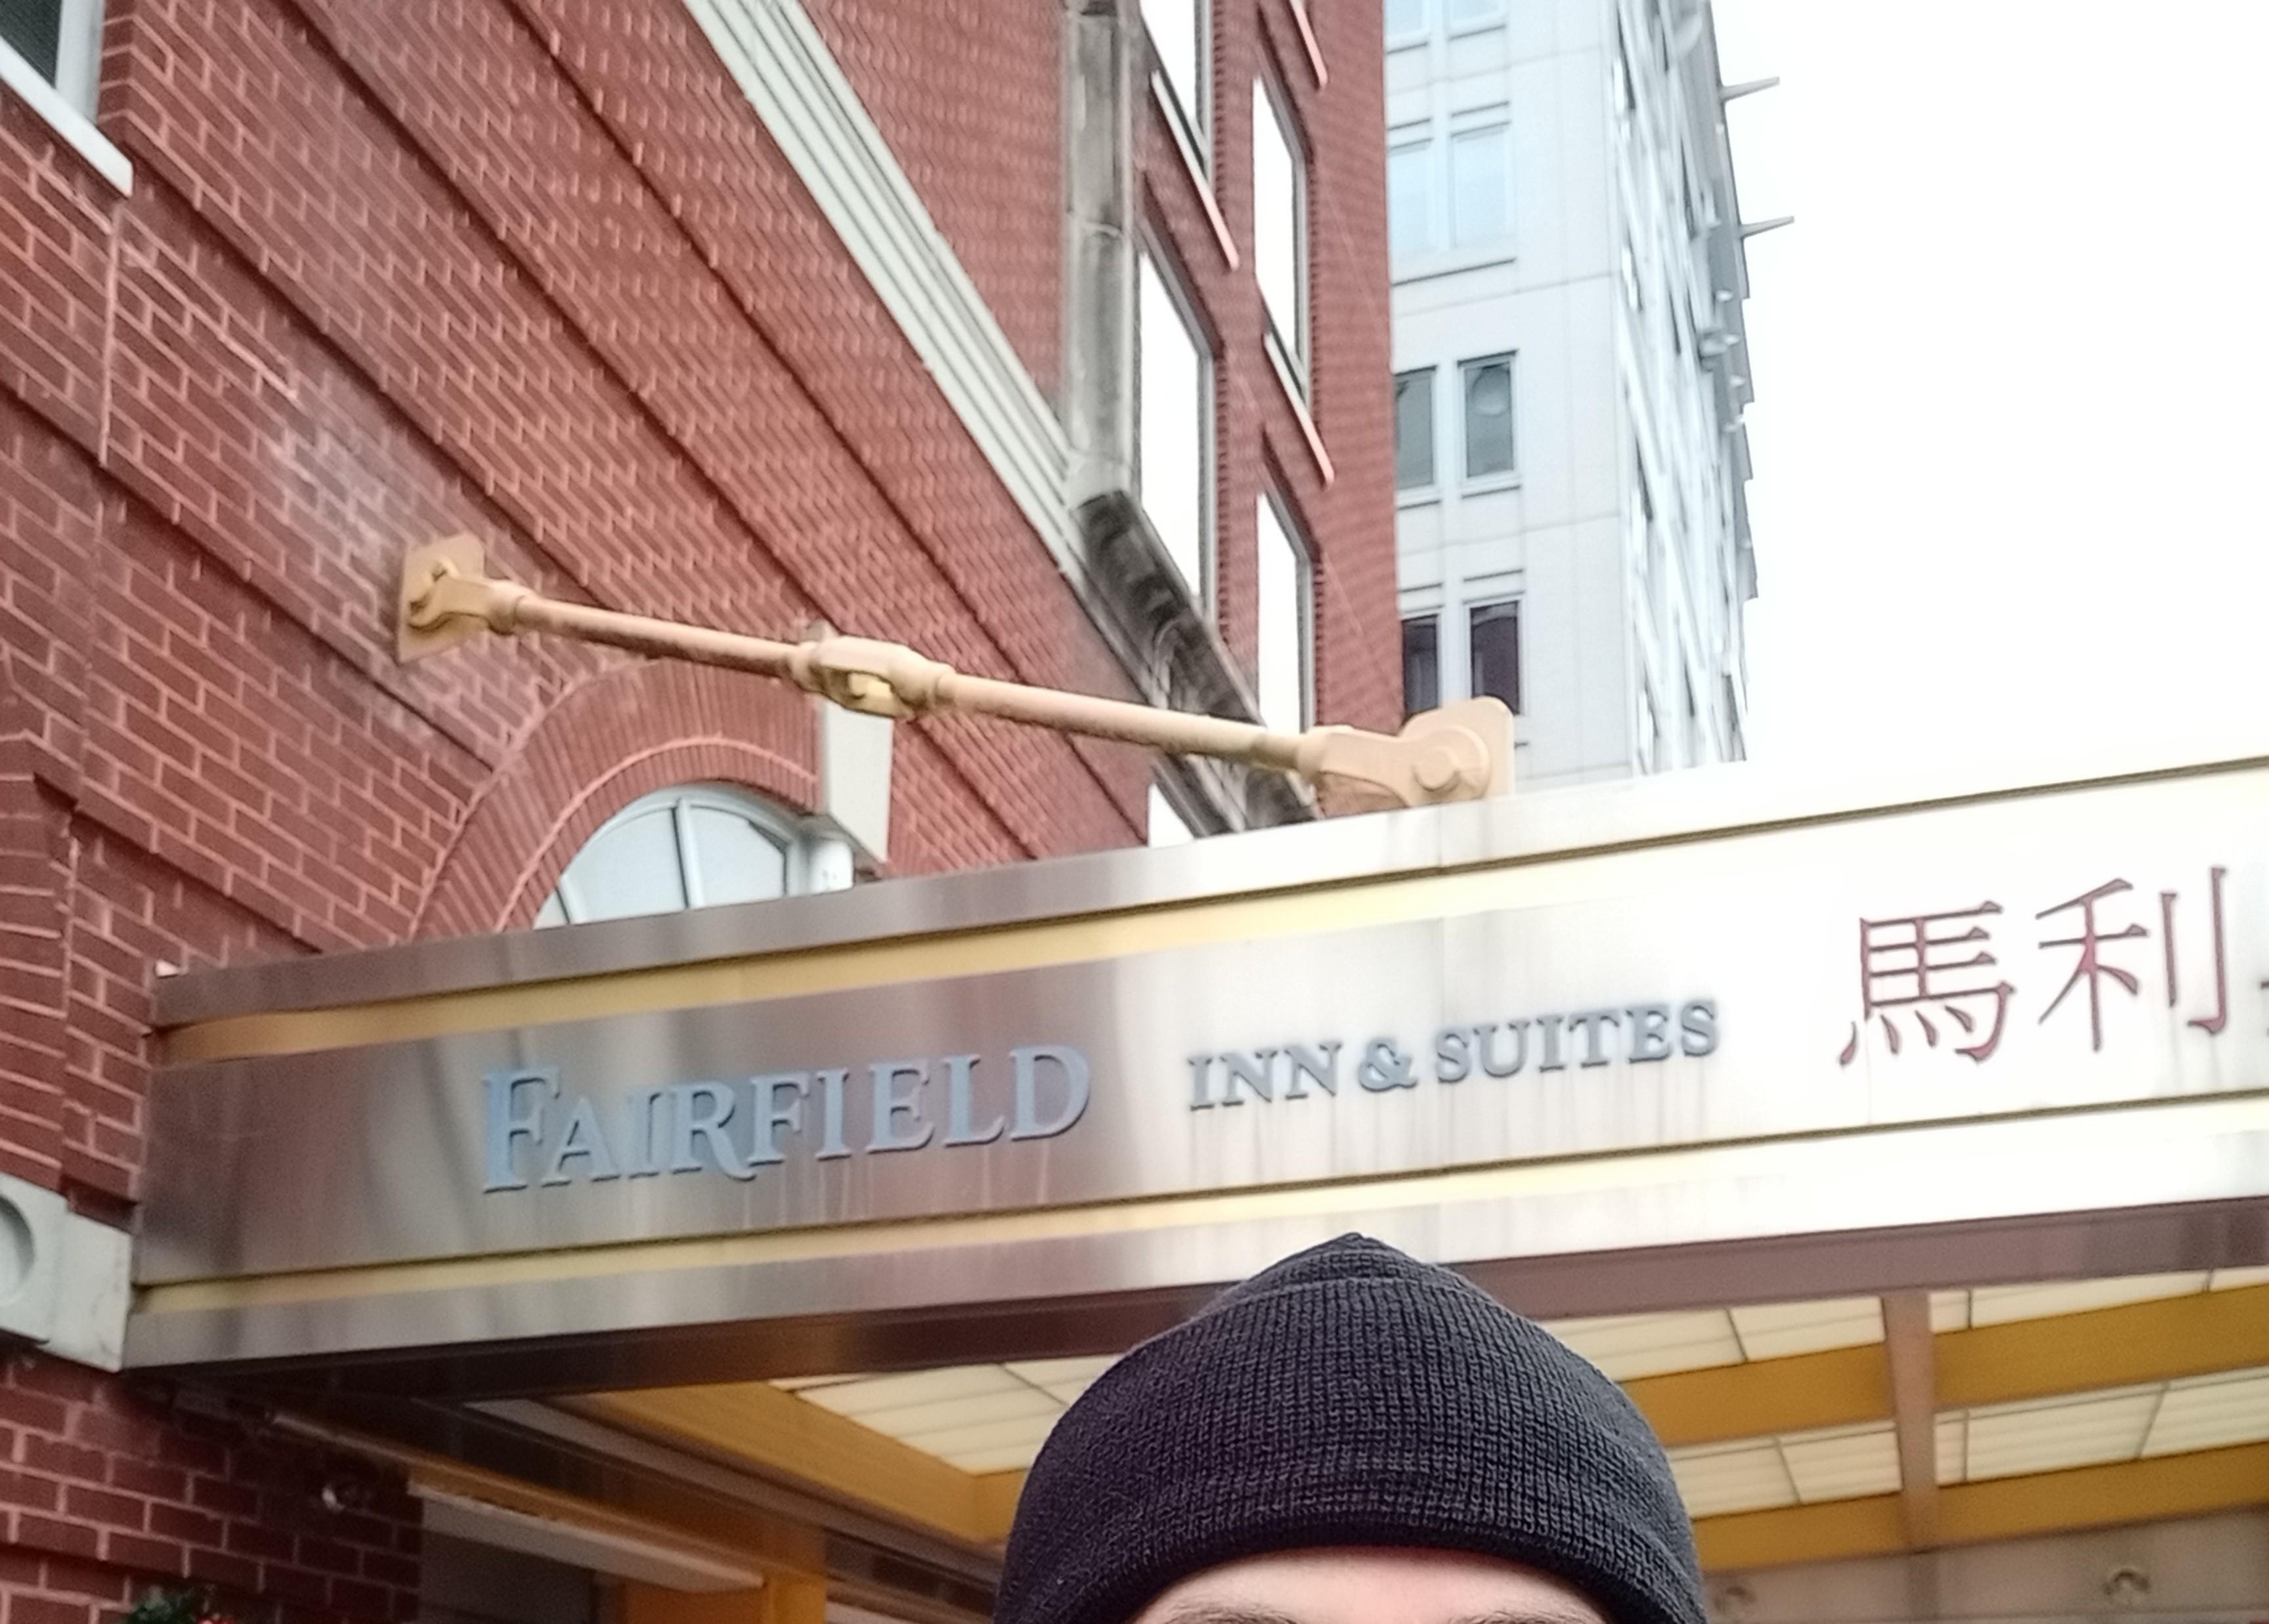 FAIRFIELD INN & SUITES 馬利